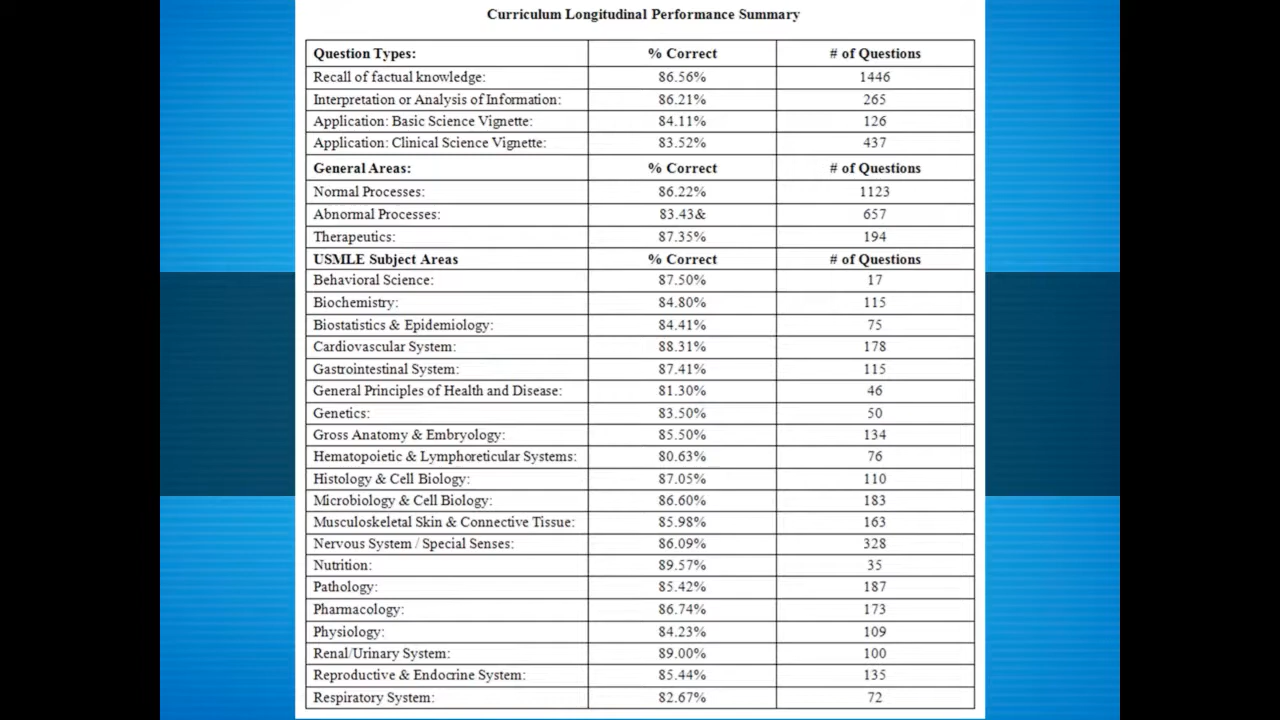 Curriculum Longitudinal Performance Summary
Question Types: % Correct # of Questions
Recall of factual knowledge: 86.56% 1446
Interpretation or Analysis of Information: 86.21% 265
Application: Basic Science Vignette: 84.11% 126
Application: Clinical Science Vignette: 83.52% 437
General Areas: % Correct # of Questions
Normal Processes: 86.22% 1123
Abnormal Processes: 83.43& 657
Therapeutics: 87.35% 194
USMLE Subject Areas % Correct # of Questions
Behavioral Science: 87.50% 17
Biochemistry: 84.80% 115
Biostatistics & Epidemiology: 84.41% 75
Cardiovascular System: 88.31% 178
Gastrointestinal System: 87.41% 115
General Principles of Health and Disease: 81.30% 46
Genetics: 83.50% 50
Gross Anatomy & Embryology: 85.50% 134
Hematopoietic & Lymphoreticular Systems: 80.63% 76
Histology & Cell Biology: 87.05% 110
Microbiology & Cell Biology: 86.60% 183
Musculoskeletal Skin & Connective Tissue: 85.98% 163
Nervous System / Special Senses: 86.09% 328
Nutrition: 89.57% 35
Pathology: 85.42% 187
Pharmacology: 86.74% 173
Physiology: 84.23% 109
Renal/Urinary System: 89.00% 100
Reproductive & Endocrine System: 85.44% 135
Respiratory System: 82.67% 72